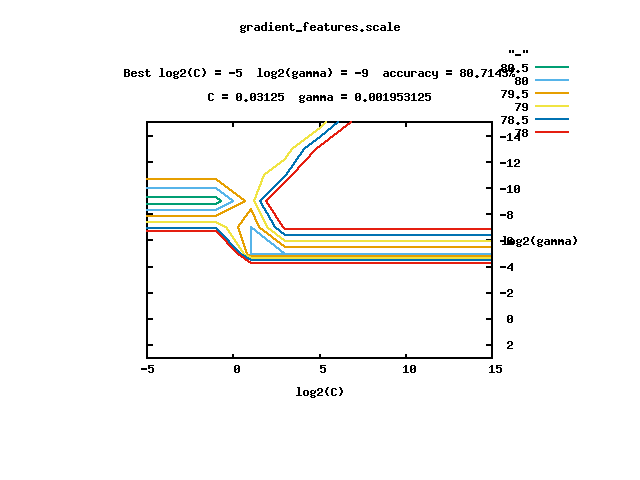 gradient_features.scale
"-"
Best log2(C) = -5  log2(gamma) = -9  accuracy = 80.7143%
80.5
80
79.5
79
78.5
78
C = 0.03125  gamma = 0.001953125
-14
-12
-10
-8
-6
log2(gamma)
-4
-2
0
2
-5 0 5 10 15
log2(C)